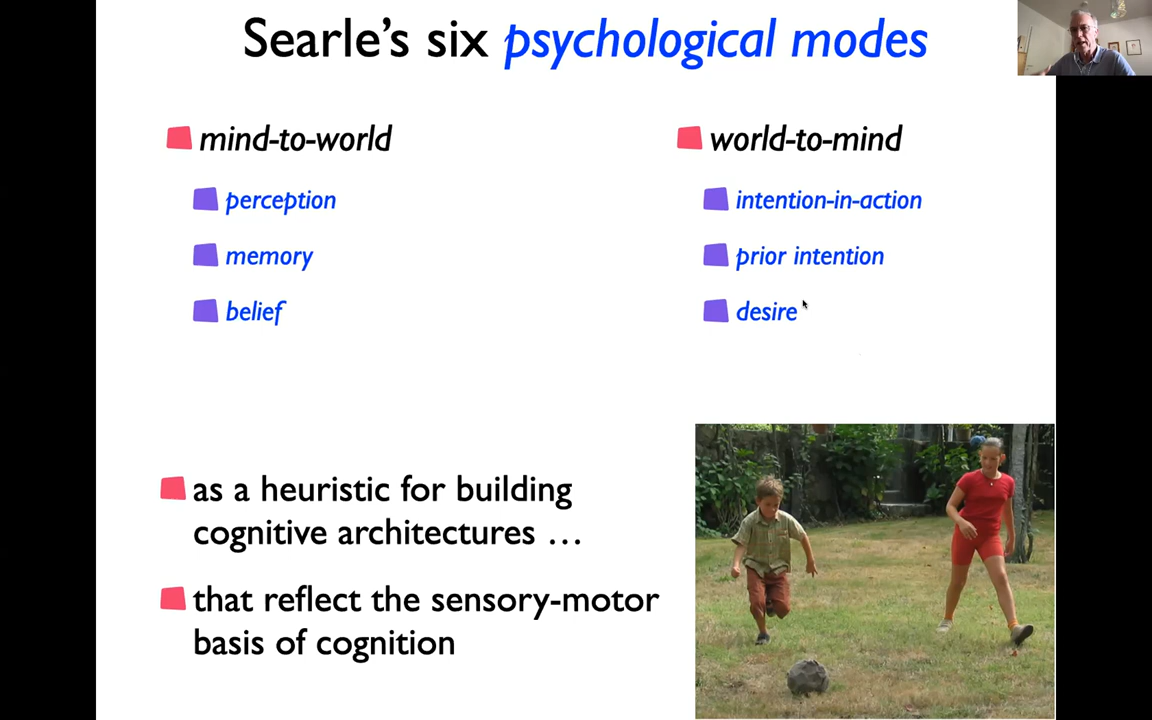 Searle's six psychological modes
mind-to-world
perception
memory
belief
world-to-mind
intention-in-action
prior intention
desire
as a heuristic for building
cognitive architectures …
that reflect the sensory-motor
basis of cognition